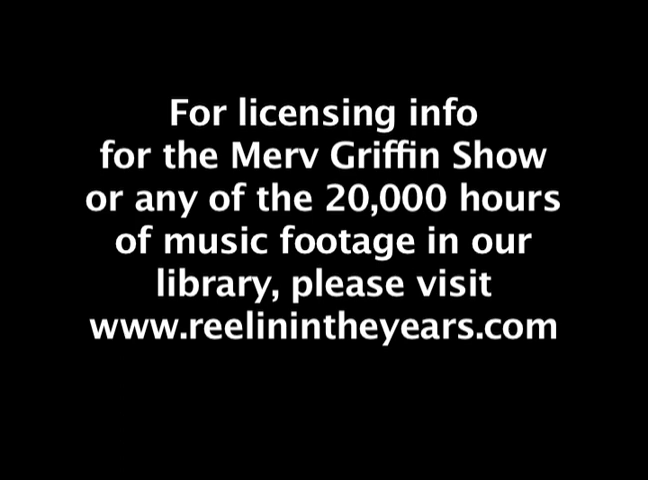 For licensing info
for the Merv Griffin Show
or any of the 20,000 hours
of music footage in our
library, please visit
www.reelinintheyears.com